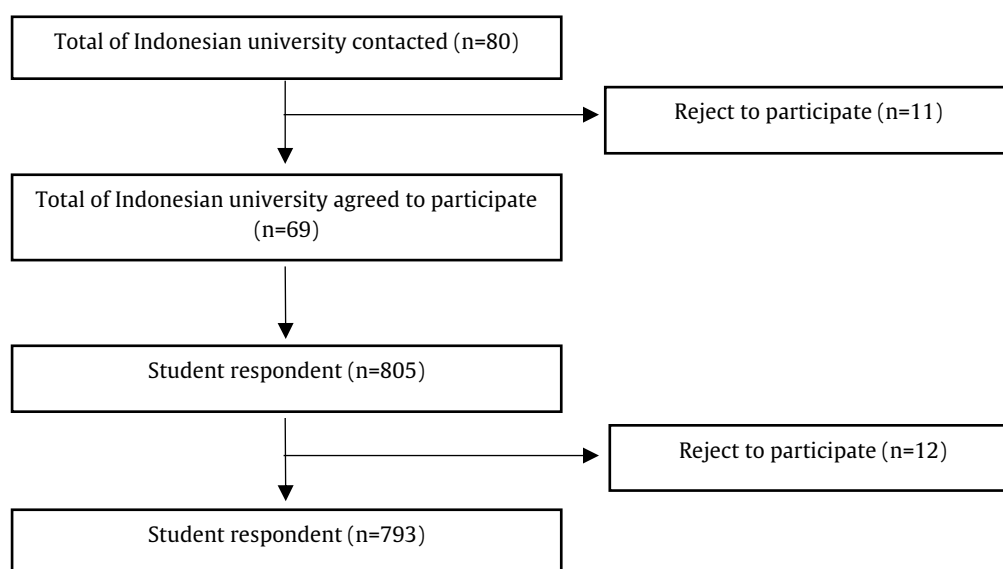 Total of Indonesian university contacted (n=80)
Reject to participate (n=11)
Total of Indonesian university agreed to participate
(n=69)
Student respondent (n=805)
Reject to participate (n=12)
Student respondent (n=793)